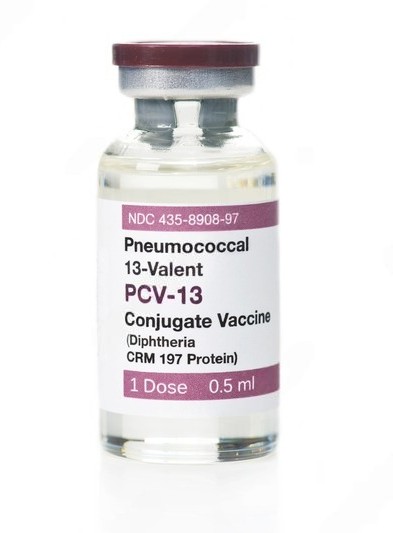 NDC 435-8908-97
Pneumococcal
13-Valent
PCV-13
Conjugate Vaccine
(Diphtheria
CRM 197 Protein)
1 Dose 0.5 ml